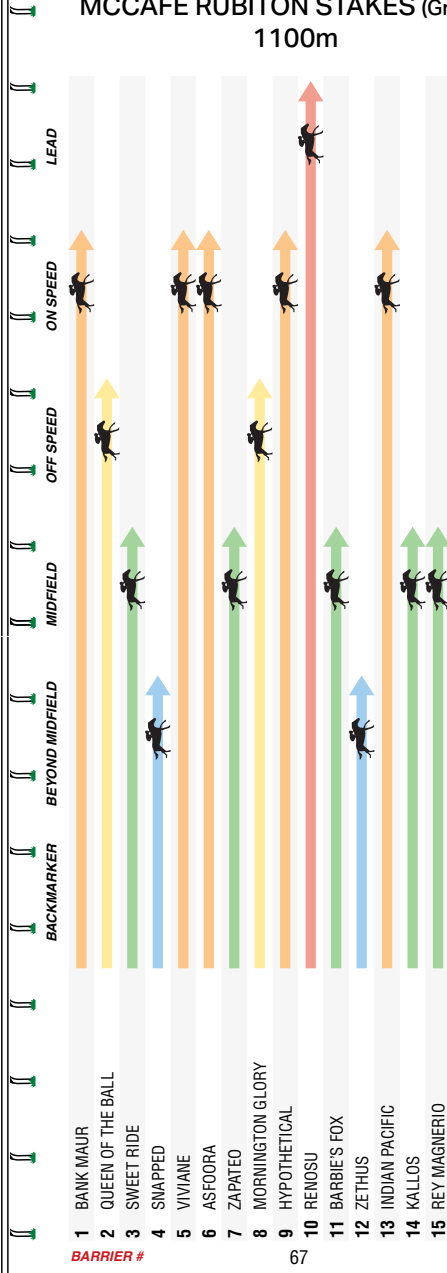 MCCAFE RUBITON STAKES (Gr
1100m
LEAD
ON SPEED
OFF SPEED
MIDFIELD
BEYOND MIDFIELD
BACKMARKER
1 BANK MAUR
2 QUEEN OF THE BALL
3 SWEET RIDE
4 SNAPPED
5 VIVIANE
6 ASFOORA
7 ZAPATEO
8 MORNINGTON GLORY
9 HYPOTHETICAL
10 RENOSU
11 BARBIE'S FOX
12 ZETHUS
13 INDIAN PACIFIC
14 KALLOS
15 REY MAGNERIO
BARRIER #
67